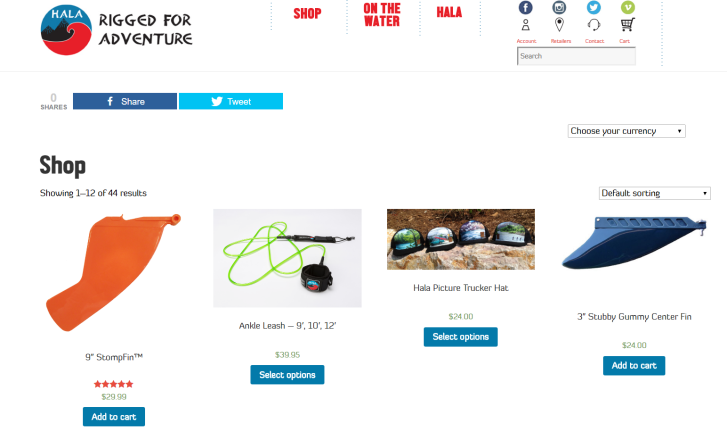 HALA
RIGGED FOR
ADVENTURE
SHOP
ON THE
WATER
HALA
Account
Retailers
Contact
Cart
Search
0
SHARES
Share
Tweet
Choose your currency
Shop
Showing 1–12 of 44 results
Default sorting
9" StompFin™
$29.99
Add to cart
Ankle Leash – 9', 10', 12'
$39.95
Select options
Hala Picture Trucker Hat
$24.00
Select options
3" Stubby Gummy Center Fin
$24.00
Add to cart